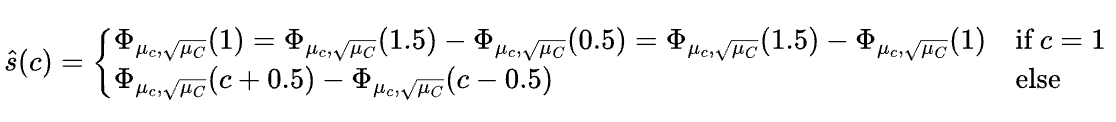 ŝ(c) = { Φ_{μ_c,√μ_C}(1) = Φ_{μ_c,√μ_C}(1.5) − Φ_{μ_c,√μ_C}(0.5) = Φ_{μ_c,√μ_C}(1.5) − Φ_{μ_c,√μ_C}(1) if c = 1
Φ_{μ_c,√μ_C}(c + 0.5) − Φ_{μ_c,√μ_C}(c − 0.5) else